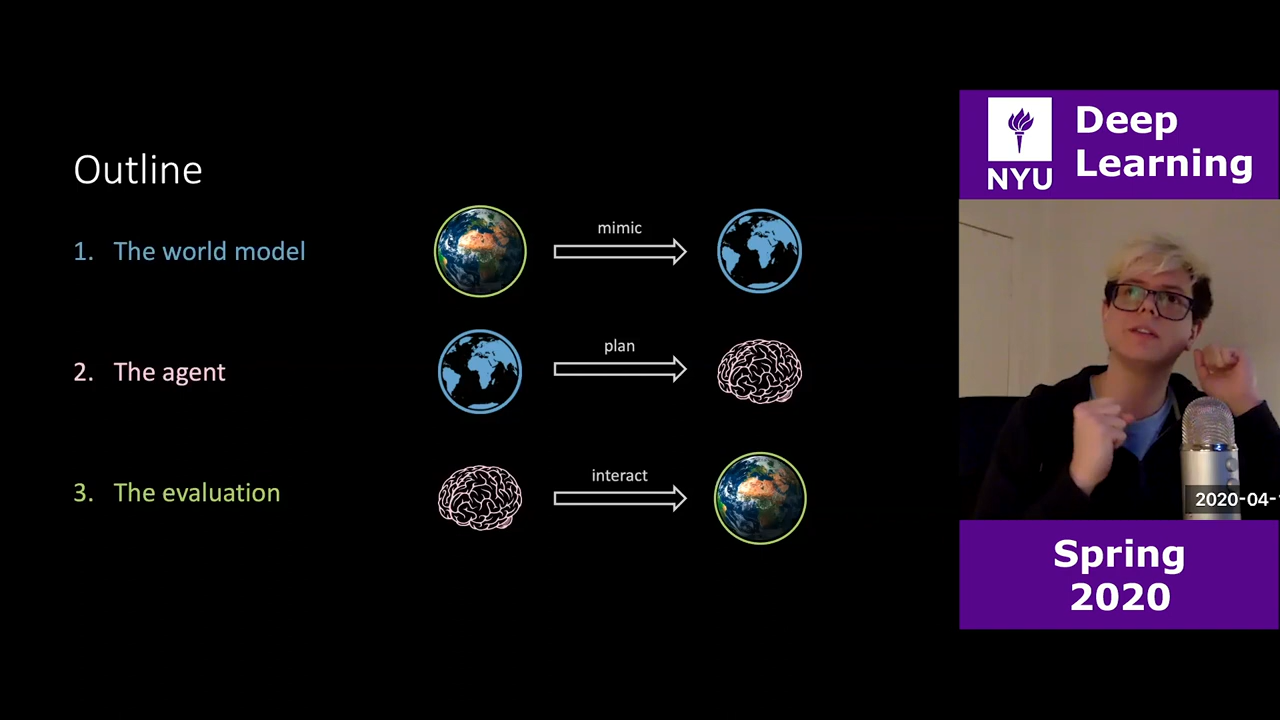 Outline
1. The world model
mimic
2. The agent
plan
3. The evaluation
interact
NYU
Deep
Learning
2020-04-
Spring
2020